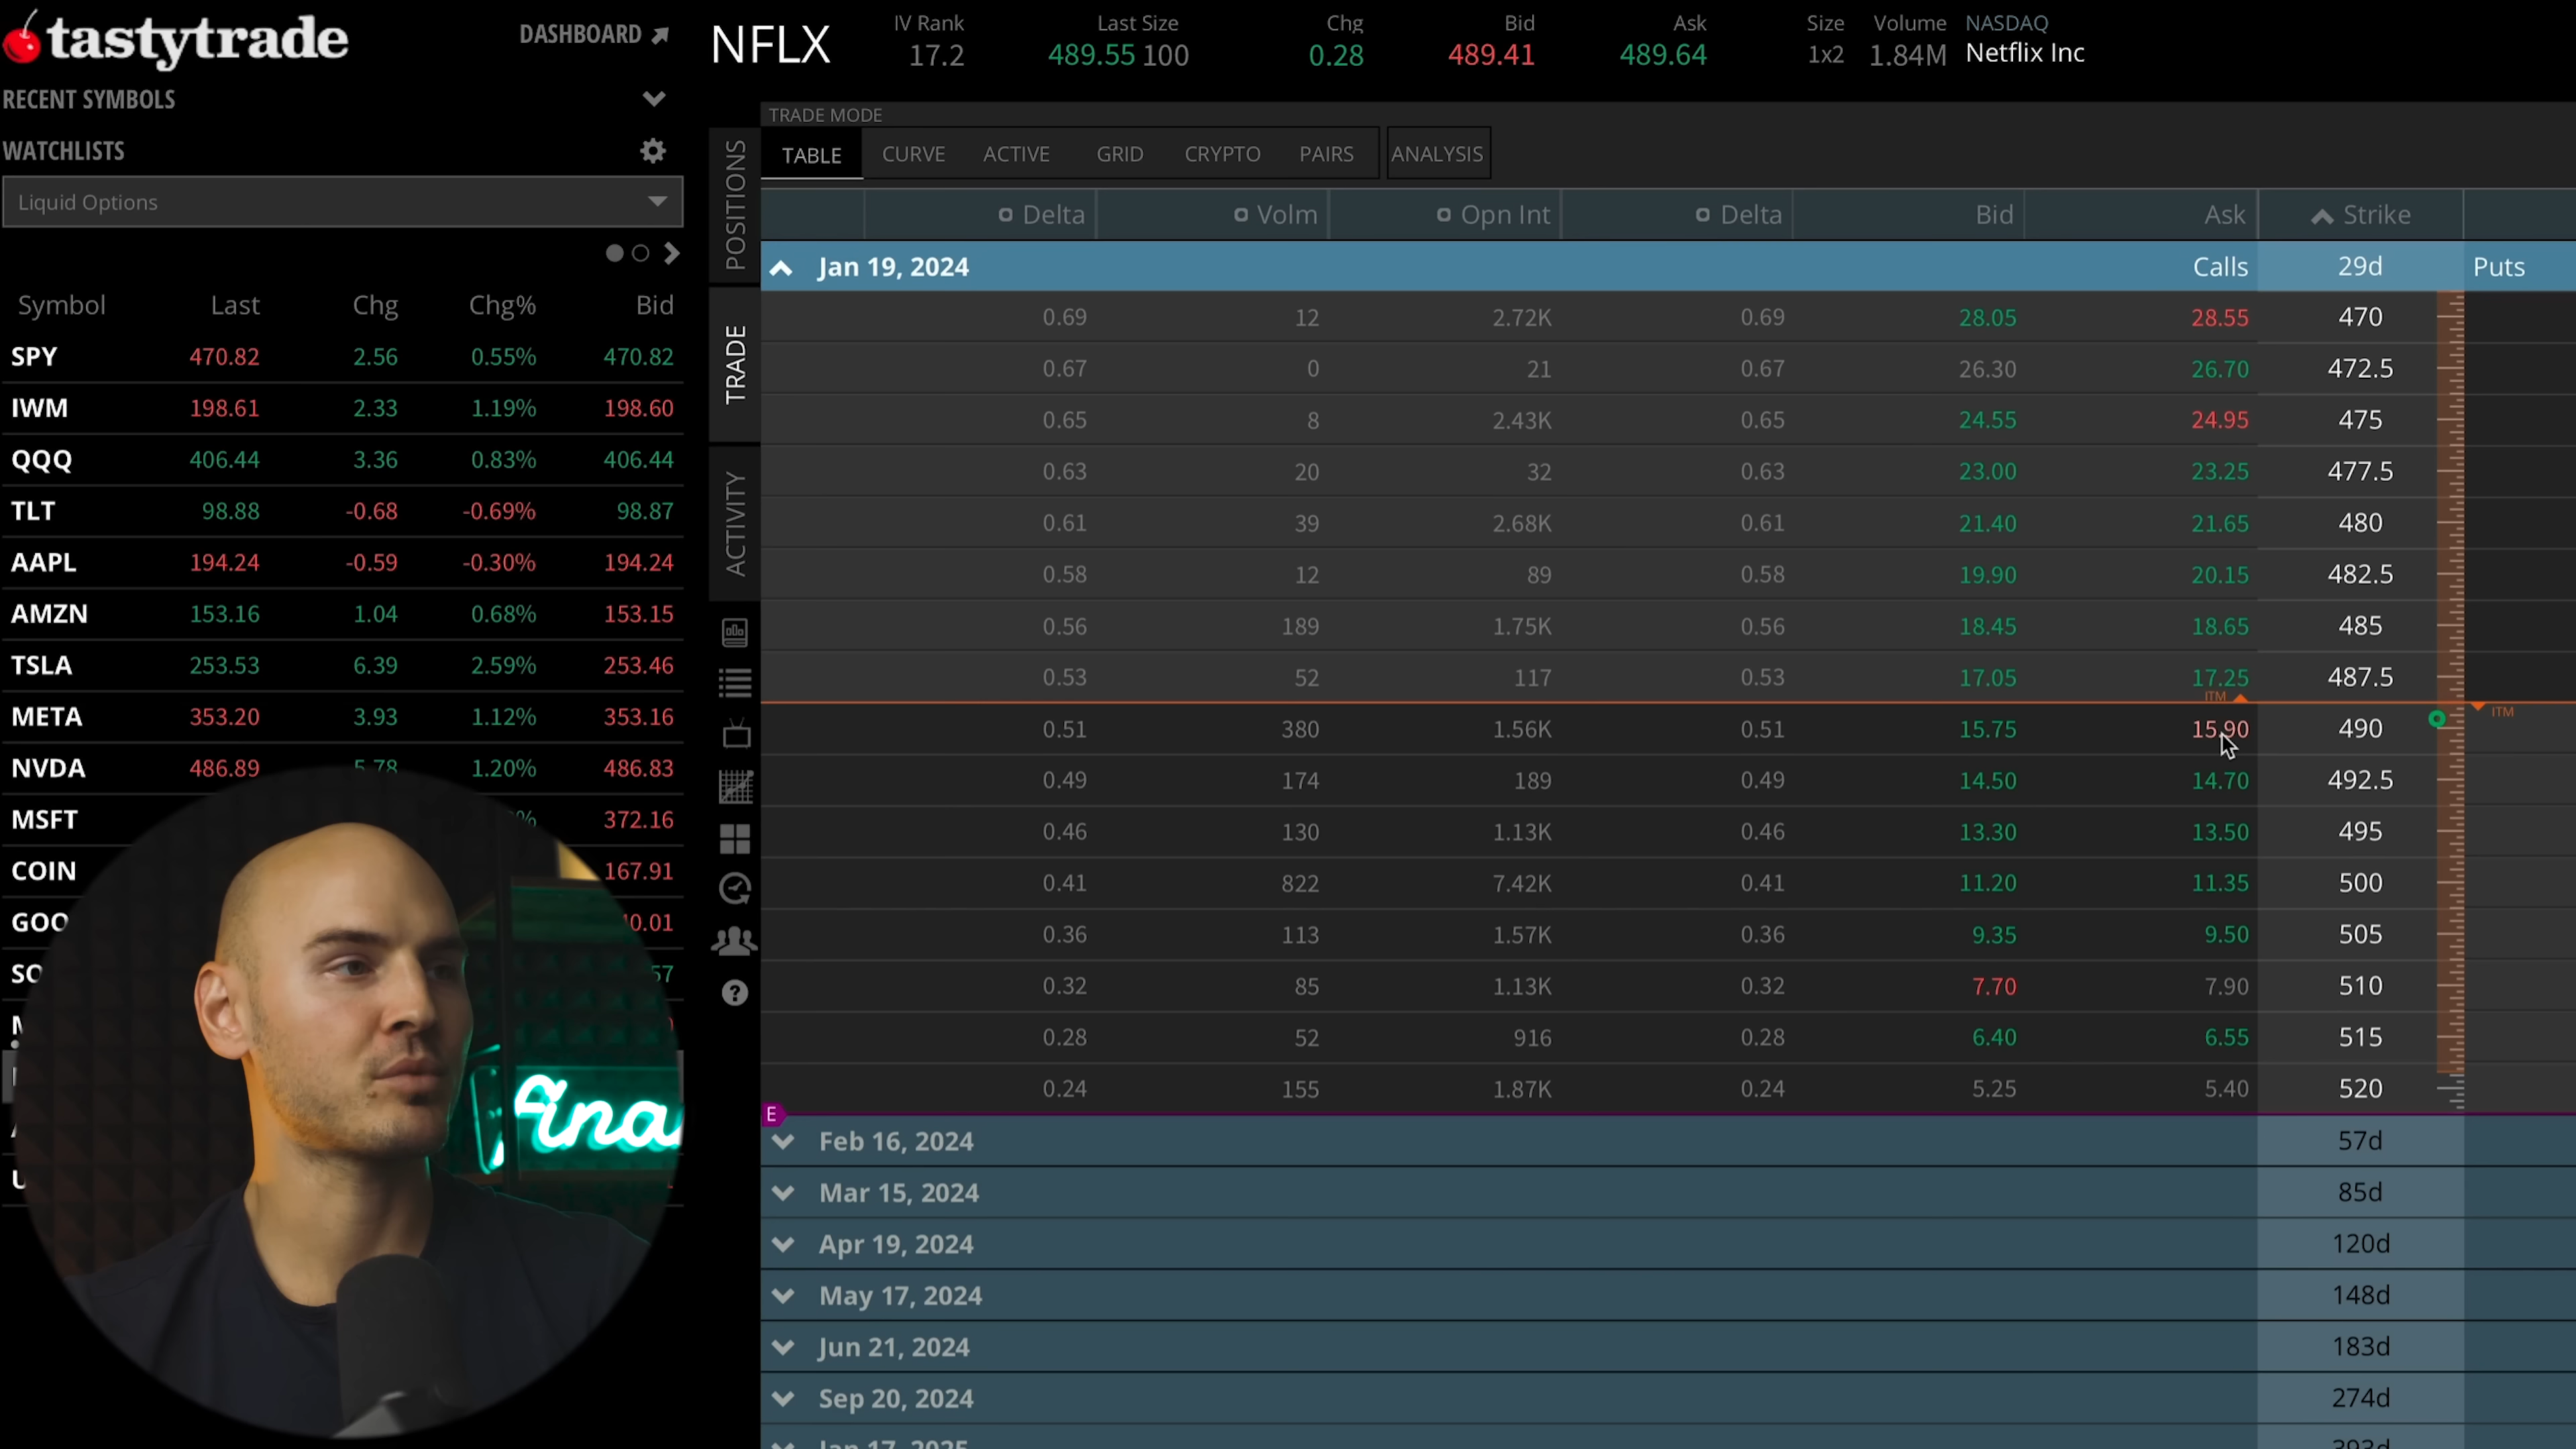 tastytrade
DASHBOARD
RECENT SYMBOLS
WATCHLISTS
Liquid Options
Symbol Last Chg Chg% Bid
SPY 470.82 2.56 0.55% 470.82
IWM 198.61 2.33 1.19% 198.60
QQQ 406.44 3.36 0.83% 406.44
TLT 98.88 -0.68 -0.69% 98.87
AAPL 194.24 -0.59 -0.30% 194.24
AMZN 153.16 1.04 0.68% 153.15
TSLA 253.53 6.39 2.59% 253.46
META 353.20 3.93 1.12% 353.16
NVDA 486.89 5.78 1.20% 486.83
MSFT % 372.16
COIN 167.91
GOO 0.01
SO 57
U
Fina
NFLX
IV Rank Last Size Chg Bid Ask Size Volume NASDAQ
17.2 489.55 100 0.28 489.41 489.64 1x2 1.84M Netflix Inc
TRADE MODE
TABLE CURVE ACTIVE GRID CRYPTO PAIRS ANALYSIS
POSITIONS
TRADE
ACTIVITY
Delta Volm Opn Int Delta Bid Ask Strike
Jan 19, 2024 Calls 29d Puts
0.69 12 2.72K 0.69 28.05 28.55 470
0.67 0 21 0.67 26.30 26.70 472.5
0.65 8 2.43K 0.65 24.55 24.95 475
0.63 20 32 0.63 23.00 23.25 477.5
0.61 39 2.68K 0.61 21.40 21.65 480
0.58 12 89 0.58 19.90 20.15 482.5
0.56 189 1.75K 0.56 18.45 18.65 485
0.53 52 117 0.53 17.05 17.25 487.5
ITM
ITM
0.51 380 1.56K 0.51 15.75 15.90 490
0.49 174 189 0.49 14.50 14.70 492.5
0.46 130 1.13K 0.46 13.30 13.50 495
0.41 822 7.42K 0.41 11.20 11.35 500
0.36 113 1.57K 0.36 9.35 9.50 505
0.32 85 1.13K 0.32 7.70 7.90 510
0.28 52 916 0.28 6.40 6.55 515
0.24 155 1.87K 0.24 5.25 5.40 520
E
Feb 16, 2024 57d
Mar 15, 2024 85d
Apr 19, 2024 120d
May 17, 2024 148d
Jun 21, 2024 183d
Sep 20, 2024 274d